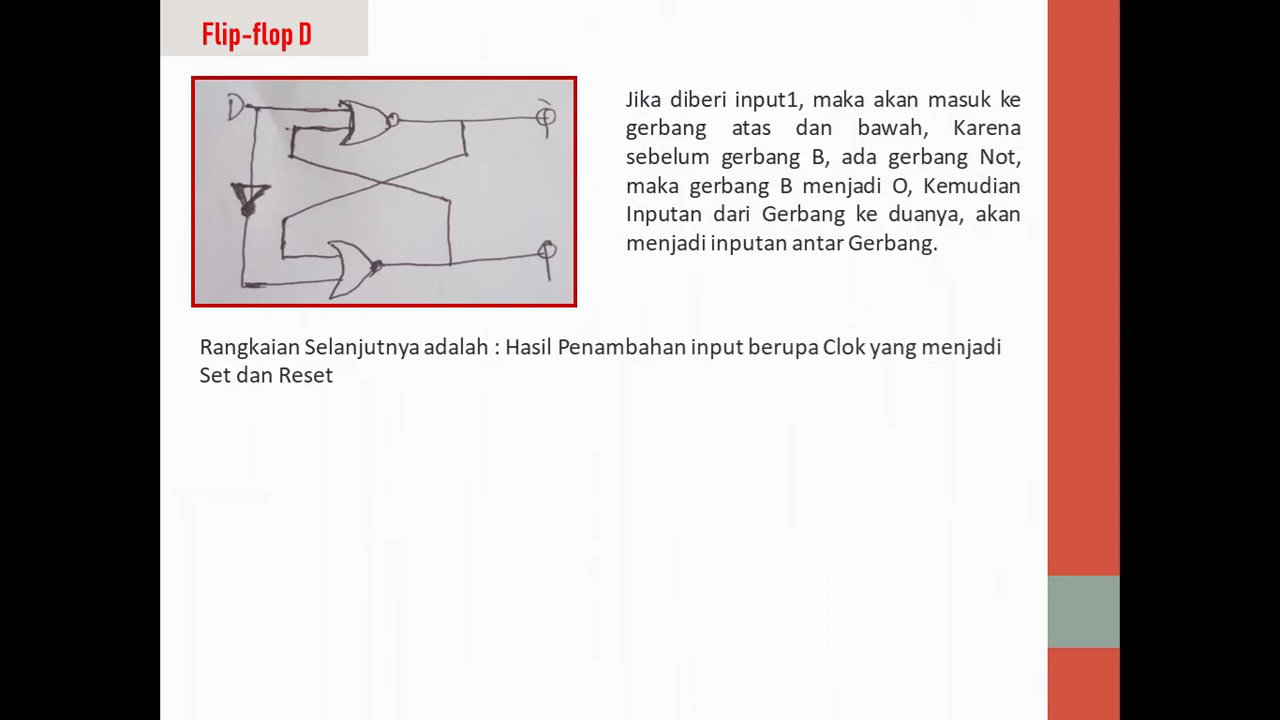 Flip-flop D
D
Jika diberi input1, maka akan masuk ke
gerbang atas dan bawah, Karena
sebelum gerbang B, ada gerbang Not,
maka gerbang B menjadi O, Kemudian
Inputan dari Gerbang ke duanya, akan
menjadi inputan antar Gerbang.
Rangkaian Selanjutnya adalah : Hasil Penambahan input berupa Clok yang menjadi
Set dan Reset